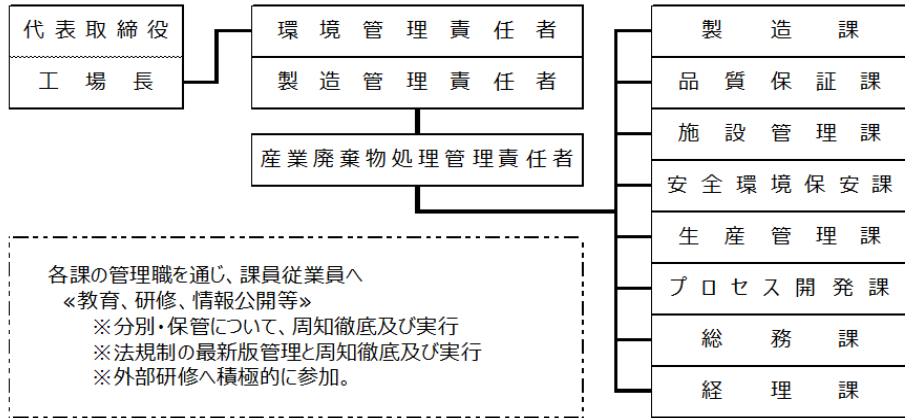 代表取締役
工場長
環境管理責任者
製造管理責任者
産業廃棄物処理管理責任者
製造課
品質保証課
施設管理課
安全環境保安課
生産管理課
プロセス開発課
総務課
経理課
各課の管理職を通じ、課員従業員へ
≪教育、研修、情報公開等≫
※分別・保管について、周知徹底及び実行
※法規制の最新版管理と周知徹底及び実行
※外部研修へ積極的に参加。